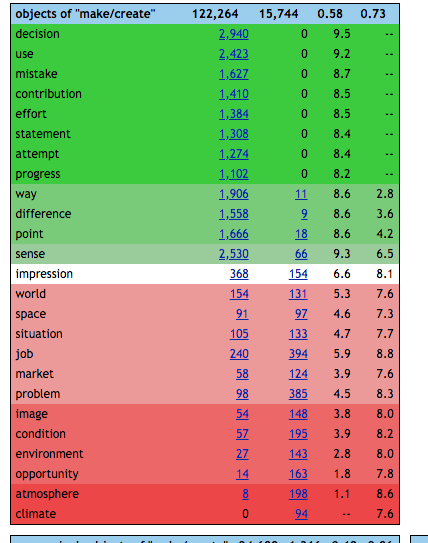 objects of "make/create" 122,264 15,744 0.58 0.73
decision 2,940 0 9.5 --
use 2,423 0 9.2 --
mistake 1,627 0 8.7 --
contribution 1,410 0 8.5 --
effort 1,384 0 8.5 --
statement 1,308 0 8.4 --
attempt 1,274 0 8.4 --
progress 1,102 0 8.2 --
way 1,906 11 8.6 2.8
difference 1,558 9 8.6 3.6
point 1,666 18 8.6 4.2
sense 2,530 66 9.3 6.5
impression 368 154 6.6 8.1
world 154 131 5.3 7.6
space 91 97 4.6 7.3
situation 105 133 4.7 7.7
job 240 394 5.9 8.8
market 58 124 3.9 7.6
problem 98 385 4.5 8.3
image 54 148 3.8 8.0
condition 57 195 3.9 8.2
environment 27 143 2.8 8.0
opportunity 14 163 1.8 7.8
atmosphere 8 198 1.1 8.6
climate 0 94 -- 7.6